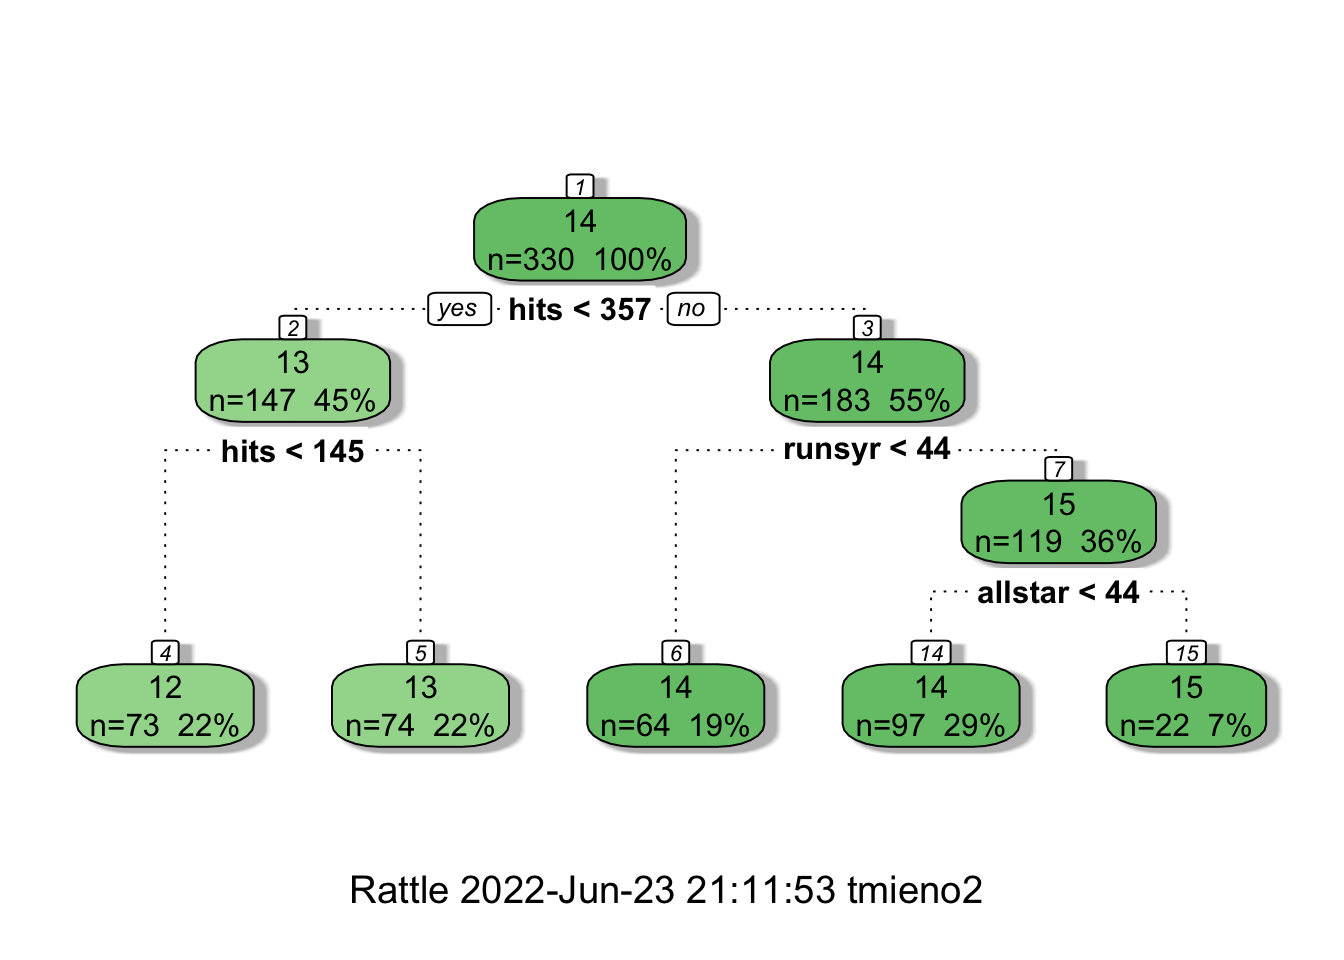 1
14
n=330 100%
yes hits < 357 no
2
13
n=147 45%
3
14
n=183 55%
hits < 145
runsyr < 44
7
15
n=119 36%
allstar < 44
4
12
n=73 22%
5
13
n=74 22%
6
14
n=64 19%
14
14
n=97 29%
15
15
n=22 7%
Rattle 2022-Jun-23 21:11:53 tmieno2